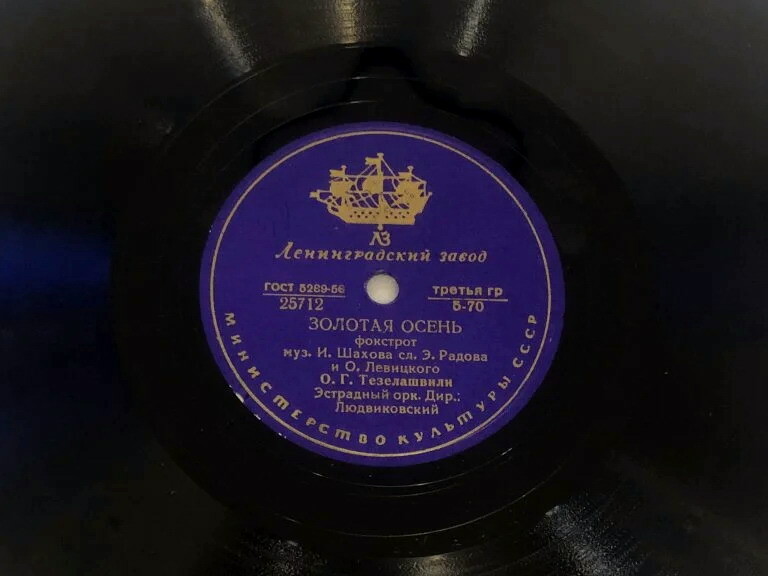 ЛЗ
Ленинградский завод
ГОСТ 5289-56
25712
третья гр
5-70
ЗОЛОТАЯ ОСЕНЬ
фокстрот
муз. И. Шахова сл. Э. Радова
и О. Левицкого
О. Г. Тезелашвили
Эстрадный орк. Дир.:
Людвиковский
МИНИСТЕРСТВО КУЛЬТУРЫ СССР